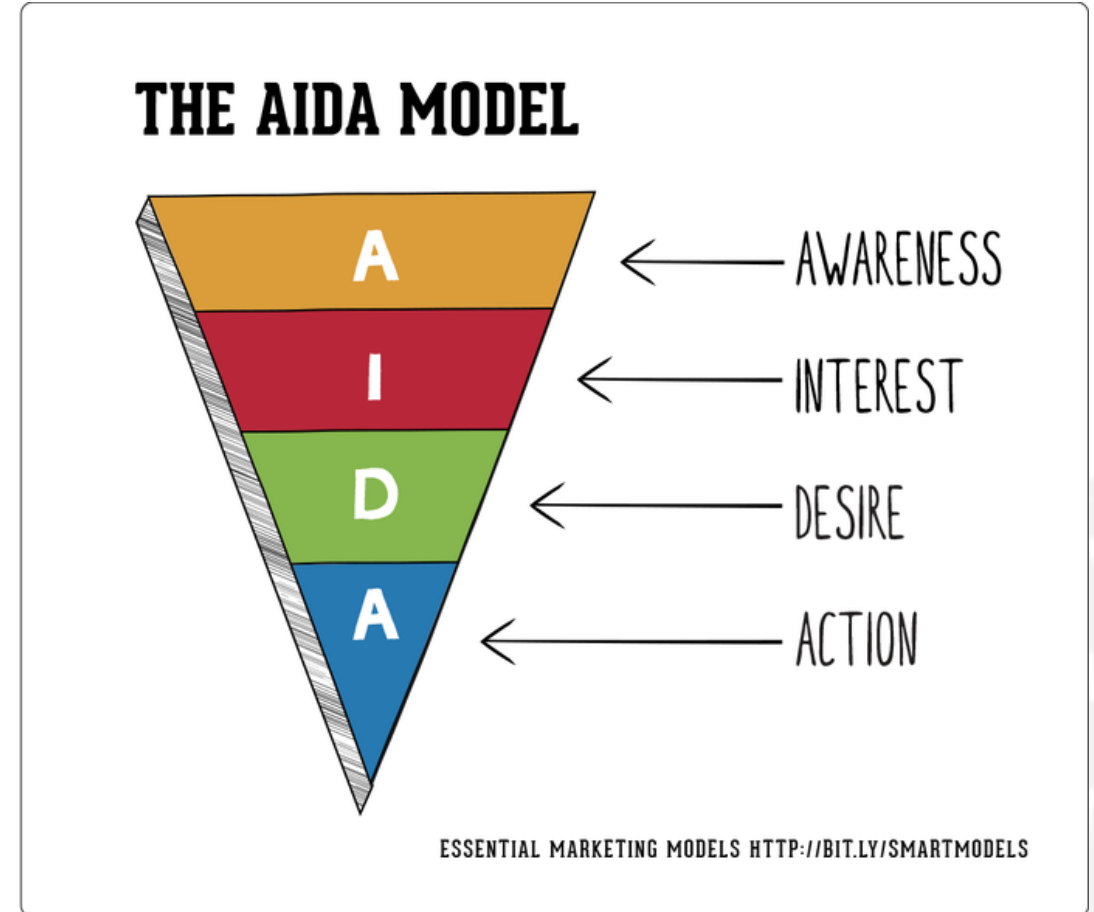 THE AIDA MODEL
A
AWARENESS
I
INTEREST
D
DESIRE
A
ACTION
ESSENTIAL MARKETING MODELS HTTP://BIT.LY/SMARTMODELS